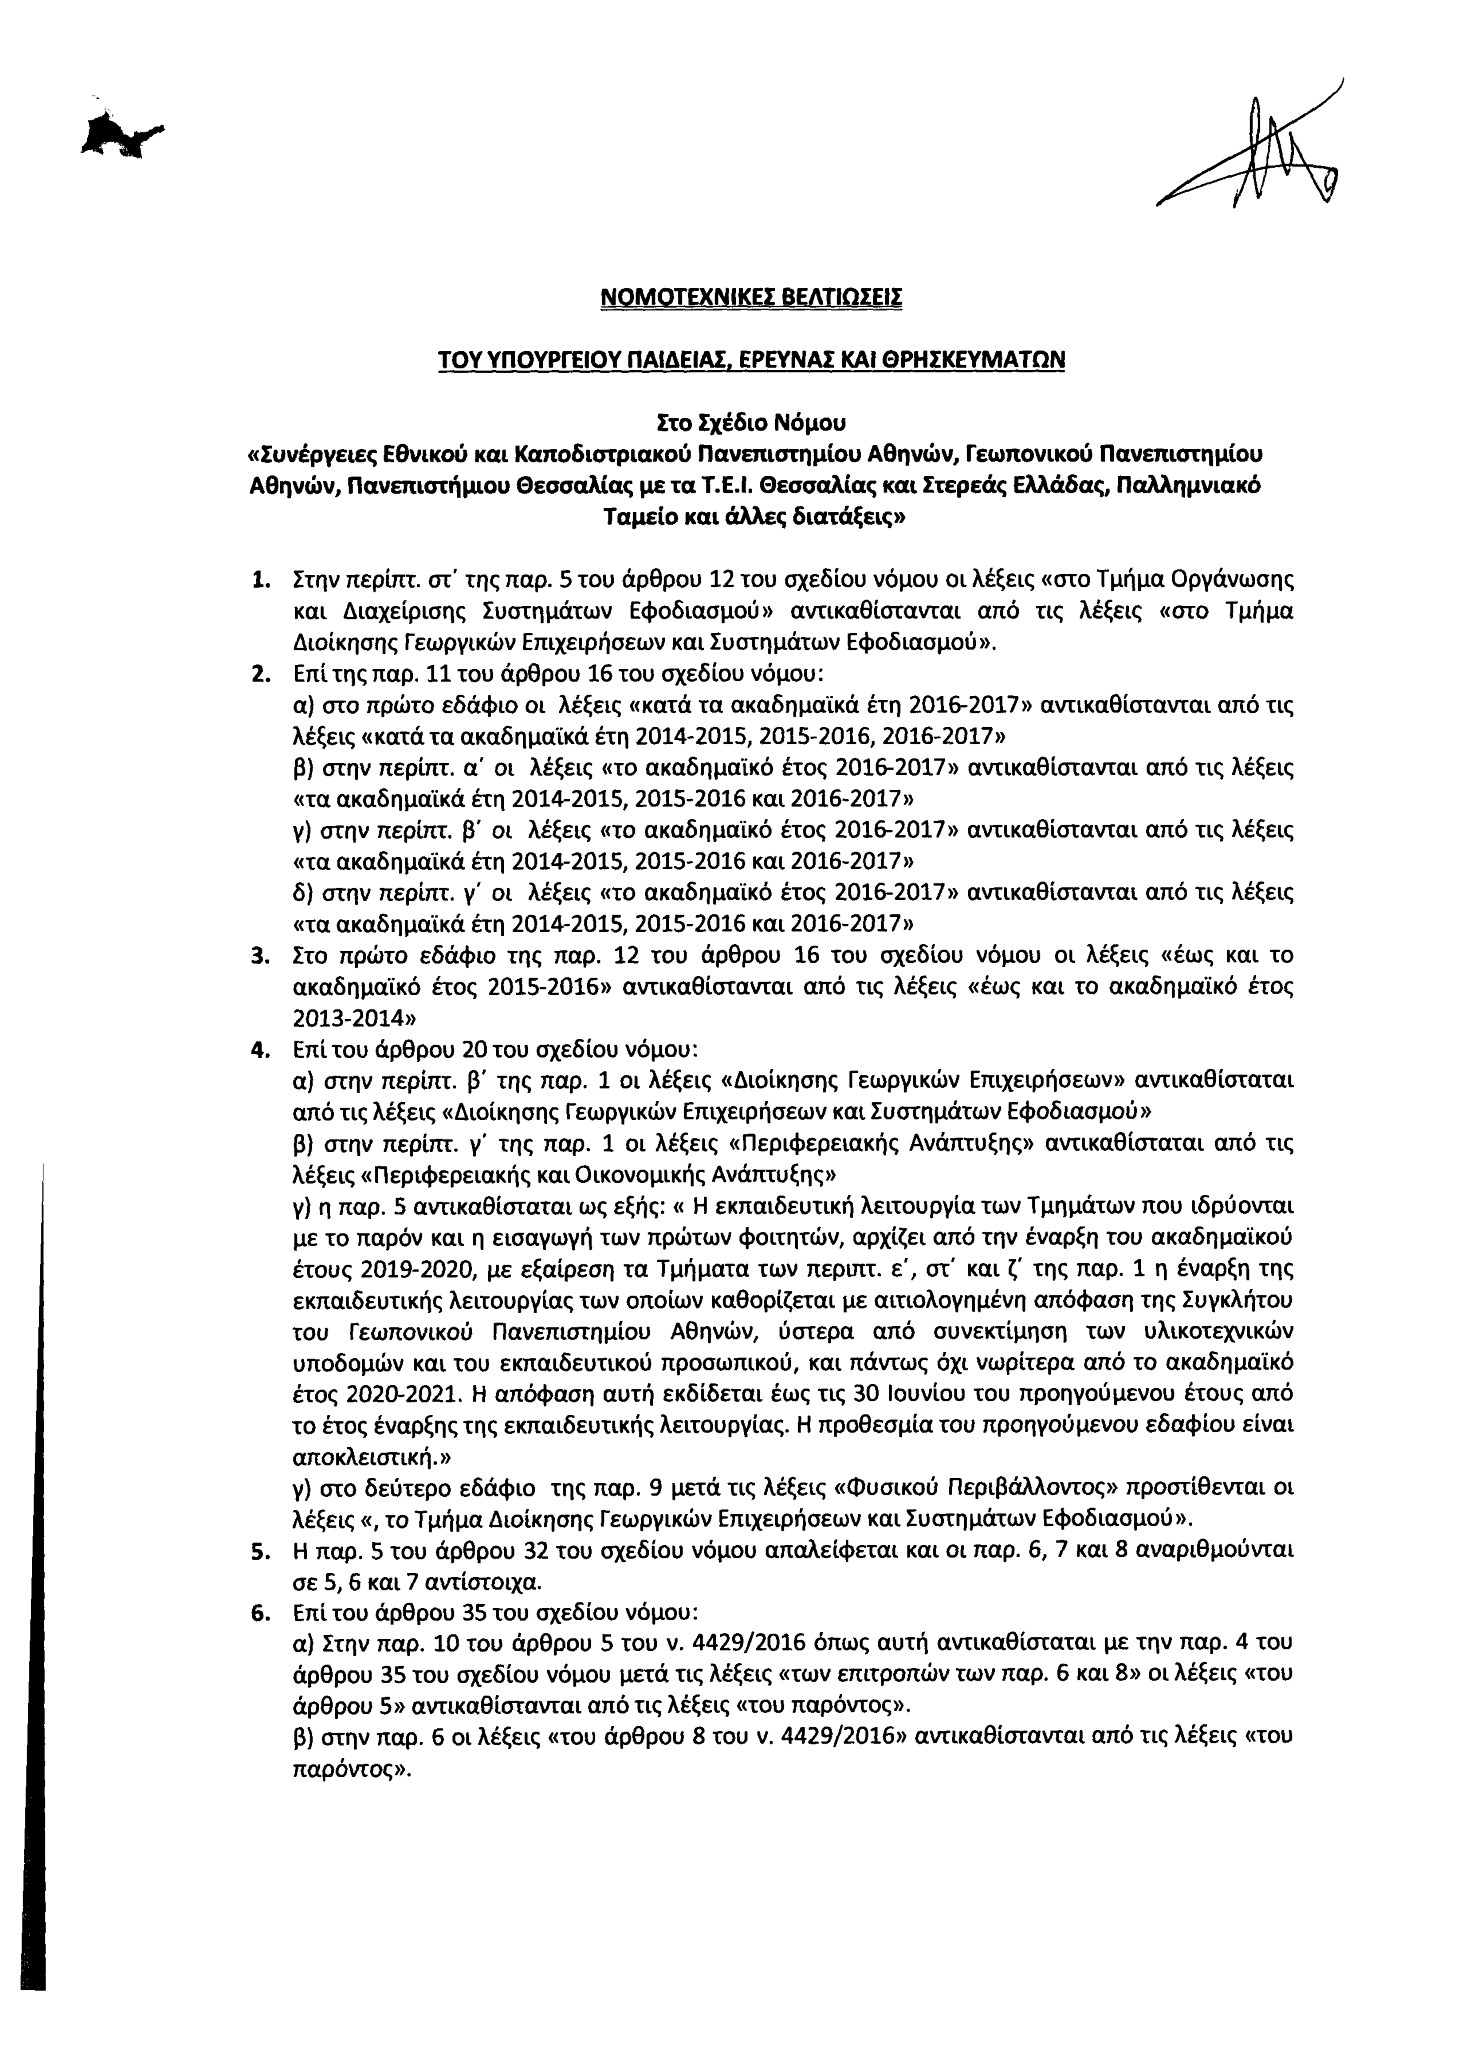 ΝΟΜΟΤΕΧΝΙΚΕΣ ΒΕΛΤΙΩΣΕΙΣ
ΤΟΥ ΥΠΟΥΡΓΕΙΟΥ ΠΑΙΔΕΙΑΣ, ΕΡΕΥΝΑΣ ΚΑΙ ΘΡΗΣΚΕΥΜΑΤΩΝ
Στο Σχέδιο Νόμου
«Συνέργειες Εθνικού και Καποδιστριακού Πανεπιστημίου Αθηνών, Γεωπονικού Πανεπιστημίου
Αθηνών, Πανεπιστήμιου Θεσσαλίας με τα Τ.Ε.Ι. Θεσσαλίας και Στερεάς Ελλάδας, Παλλημνιακό
Ταμείο και άλλες διατάξεις»
1. Στην περίπτ. στ΄ της παρ. 5 του άρθρου 12 του σχεδίου νόμου οι λέξεις «στο Τμήμα Οργάνωσης
και Διαχείρισης Συστημάτων Εφοδιασμού» αντικαθίστανται από τις λέξεις «στο Τμήμα
Διοίκησης Γεωργικών Επιχειρήσεων και Συστημάτων Εφοδιασμού».
2. Επί της παρ. 11 του άρθρου 16 του σχεδίου νόμου:
α) στο πρώτο εδάφιο οι λέξεις «κατά τα ακαδημαϊκά έτη 2016-2017» αντικαθίστανται από τις
λέξεις «κατά τα ακαδημαϊκά έτη 2014-2015, 2015-2016, 2016-2017»
β) στην περίπτ. α΄ οι λέξεις «το ακαδημαϊκό έτος 2016-2017» αντικαθίστανται από τις λέξεις
«τα ακαδημαϊκά έτη 2014-2015, 2015-2016 και 2016-2017»
γ) στην περίπτ. β΄ οι λέξεις «το ακαδημαϊκό έτος 2016-2017» αντικαθίστανται από τις λέξεις
«τα ακαδημαϊκά έτη 2014-2015, 2015-2016 και 2016-2017»
δ) στην περίπτ. γ΄ οι λέξεις «το ακαδημαϊκό έτος 2016-2017» αντικαθίστανται από τις λέξεις
«τα ακαδημαϊκά έτη 2014-2015, 2015-2016 και 2016-2017»
3. Στο πρώτο εδάφιο της παρ. 12 του άρθρου 16 του σχεδίου νόμου οι λέξεις «έως και το
ακαδημαϊκό έτος 2015-2016» αντικαθίστανται από τις λέξεις «έως και το ακαδημαϊκό έτος
2013-2014»
4. Επί του άρθρου 20 του σχεδίου νόμου:
α) στην περίπτ. β΄ της παρ. 1 οι λέξεις «Διοίκησης Γεωργικών Επιχειρήσεων» αντικαθίσταται
από τις λέξεις «Διοίκησης Γεωργικών Επιχειρήσεων και Συστημάτων Εφοδιασμού»
β) στην περίπτ. γ΄ της παρ. 1 οι λέξεις «Περιφερειακής Ανάπτυξης» αντικαθίσταται από τις
λέξεις «Περιφερειακής και Οικονομικής Ανάπτυξης»
γ) η παρ. 5 αντικαθίσταται ως εξής: « Η εκπαιδευτική λειτουργία των Τμημάτων που ιδρύονται
με το παρόν και η εισαγωγή των πρώτων φοιτητών, αρχίζει από την έναρξη του ακαδημαϊκού
έτους 2019-2020, με εξαίρεση τα Τμήματα των περιπτ. ε΄, στ΄ και ζ΄ της παρ. 1 η έναρξη της
εκπαιδευτικής λειτουργίας των οποίων καθορίζεται με αιτιολογημένη απόφαση της Συγκλήτου
του Γεωπονικού Πανεπιστημίου Αθηνών, ύστερα από συνεκτίμηση των υλικοτεχνικών
υποδομών και του εκπαιδευτικού προσωπικού, και πάντως όχι νωρίτερα από το ακαδημαϊκό
έτος 2020-2021. Η απόφαση αυτή εκδίδεται έως τις 30 Ιουνίου του προηγούμενου έτους από
το έτος έναρξης της εκπαιδευτικής λειτουργίας. Η προθεσμία του προηγούμενου εδαφίου είναι
αποκλειστική.»
γ) στο δεύτερο εδάφιο της παρ. 9 μετά τις λέξεις «Φυσικού Περιβάλλοντος» προστίθενται οι
λέξεις «, το Τμήμα Διοίκησης Γεωργικών Επιχειρήσεων και Συστημάτων Εφοδιασμού».
5. Η παρ. 5 του άρθρου 32 του σχεδίου νόμου απαλείφεται και οι παρ. 6, 7 και 8 αναριθμούνται
σε 5, 6 και 7 αντίστοιχα.
6. Επί του άρθρου 35 του σχεδίου νόμου:
α) Στην παρ. 10 του άρθρου 5 του ν. 4429/2016 όπως αυτή αντικαθίσταται με την παρ. 4 του
άρθρου 35 του σχεδίου νόμου μετά τις λέξεις «των επιτροπών των παρ. 6 και 8» οι λέξεις «του
άρθρου 5» αντικαθίστανται από τις λέξεις «του παρόντος».
β) στην παρ. 6 οι λέξεις «του άρθρου 8 του ν. 4429/2016» αντικαθίστανται από τις λέξεις «του
παρόντος».